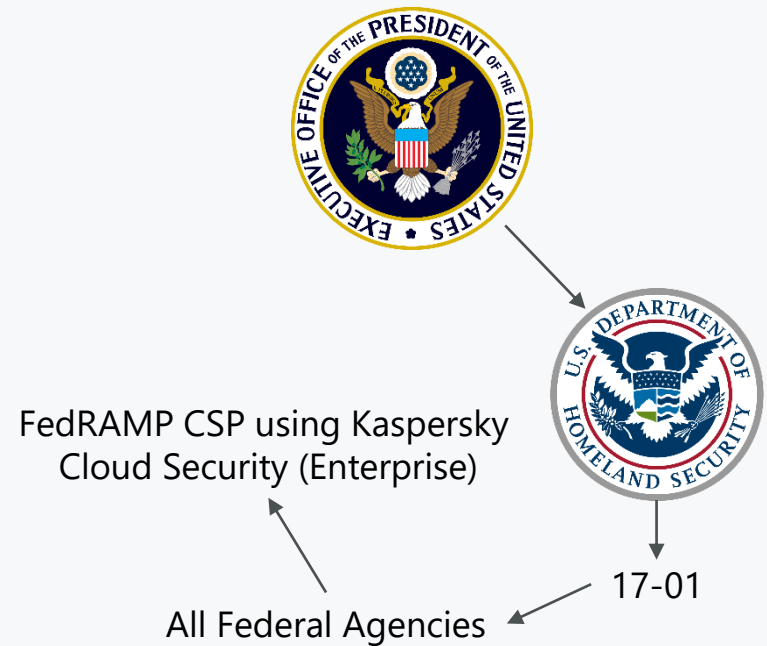 EXECUTIVE OFFICE OF THE PRESIDENT OF THE UNITED STATES
U.S. DEPARTMENT OF HOMELAND SECURITY
FedRAMP CSP using Kaspersky
Cloud Security (Enterprise)
17-01
All Federal Agencies